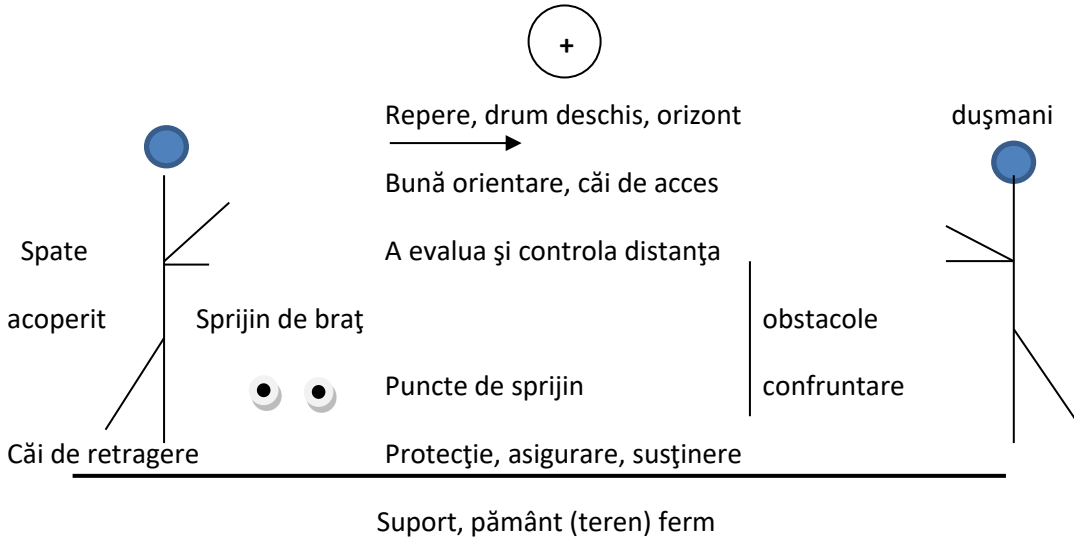 +
Repere, drum deschis, orizont
duşmani
Bună orientare, căi de acces
Spate
acoperit
A evalua şi controla distanţa
Sprijin de braţ
obstacole
Puncte de sprijin
confruntare
Căi de retragere
Protecţie, asigurare, susţinere
Suport, pământ (teren) ferm